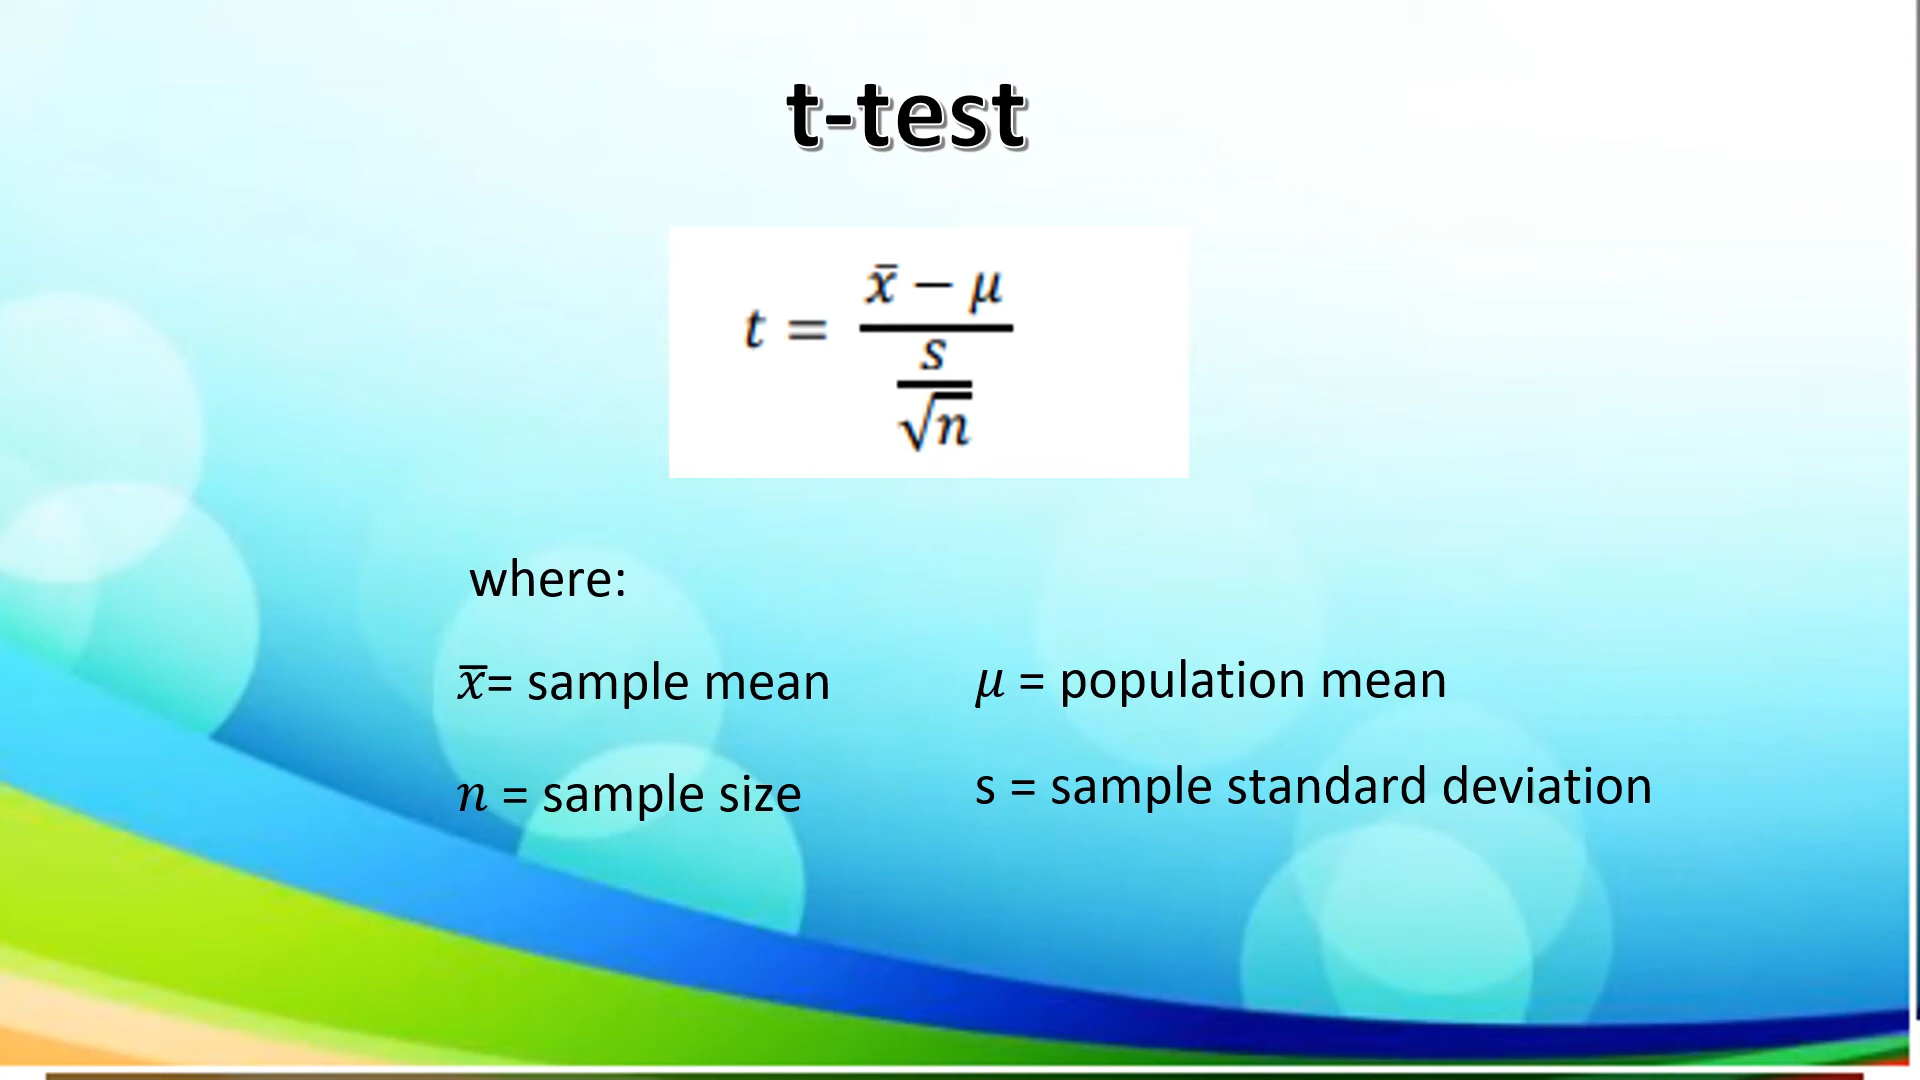 t-test
t = x̄ − μ / s / √n
where:
x̄= sample mean
μ = population mean
n = sample size
s = sample standard deviation